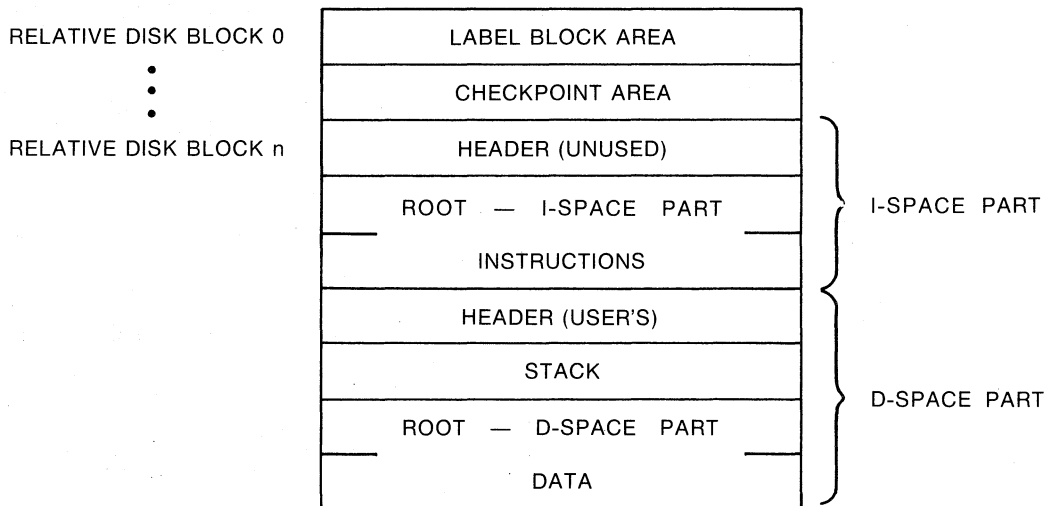 RELATIVE DISK BLOCK 0
LABEL BLOCK AREA
CHECKPOINT AREA
RELATIVE DISK BLOCK n
HEADER (UNUSED)
ROOT — I-SPACE PART
I-SPACE PART
INSTRUCTIONS
HEADER (USER'S)
STACK
D-SPACE PART
ROOT — D-SPACE PART
DATA